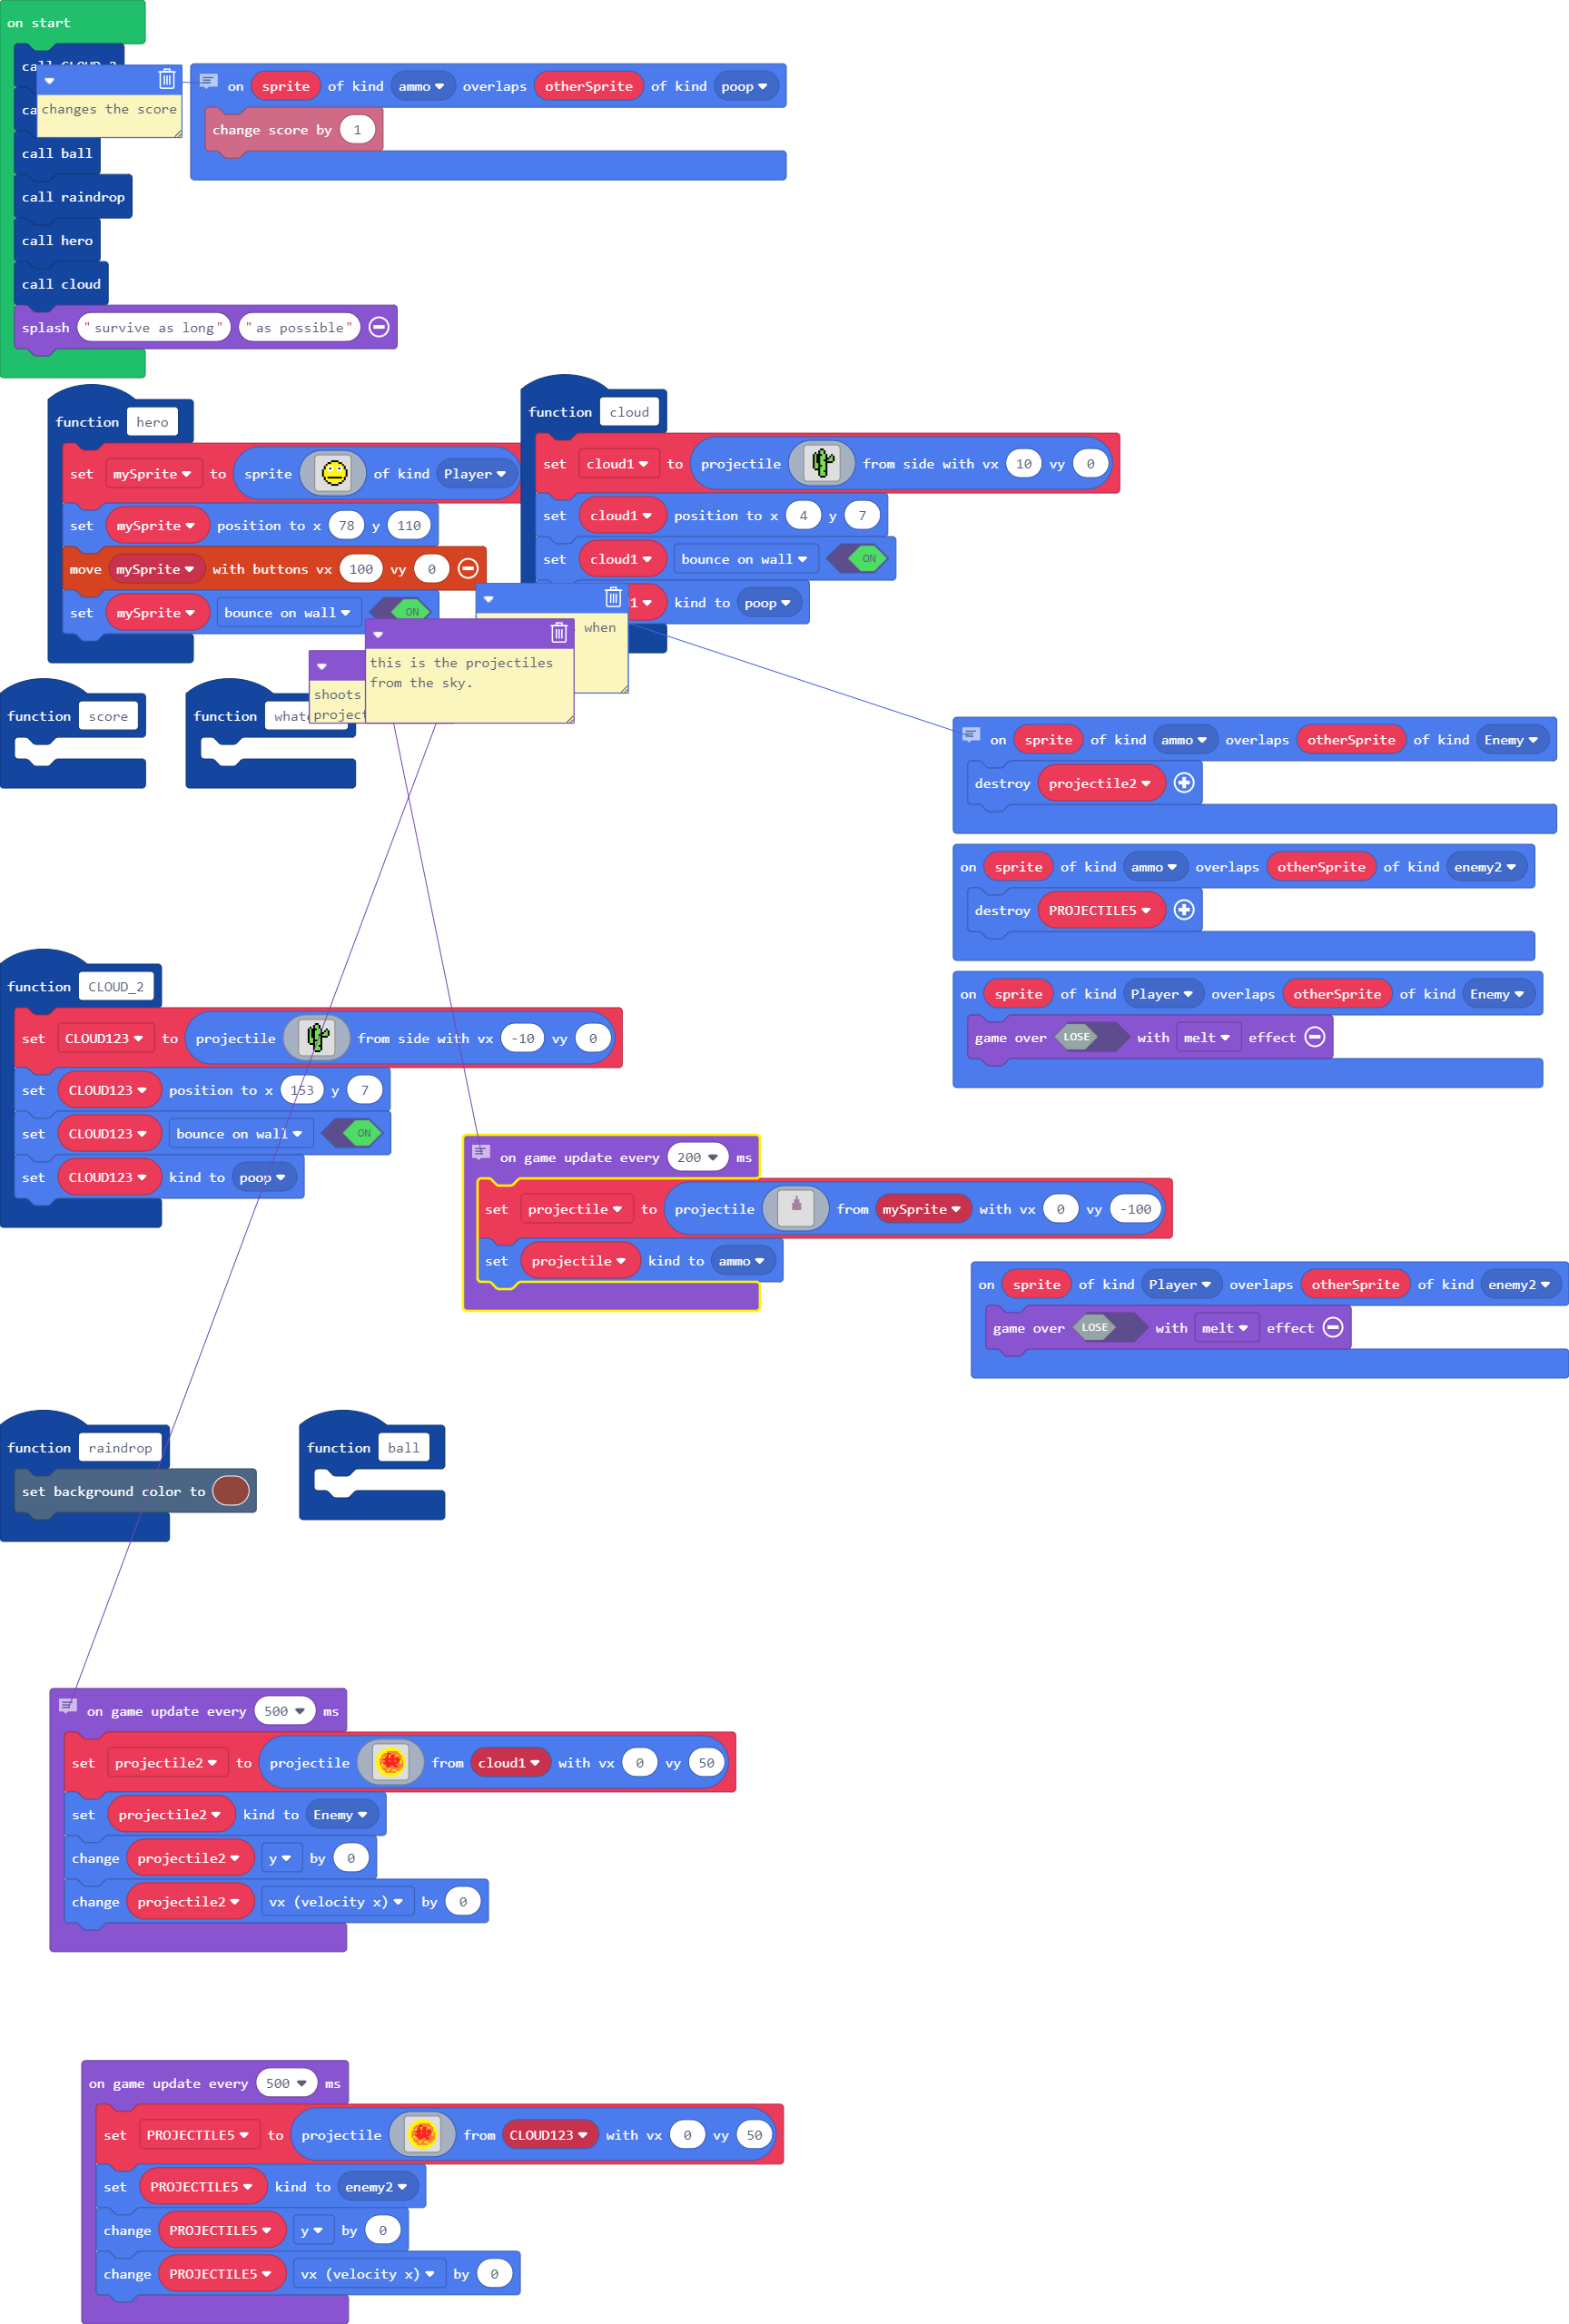 on start
call CLOUD_2
ca
changes the score
call ball
call raindrop
call hero
call cloud
splash "survive as long" "as possible"
on sprite of kind ammo overlaps otherSprite of kind poop
change score by 1
function hero
set mySprite to sprite of kind Player
set mySprite position to x 78 y 110
move mySprite with buttons vx 100 vy 0
set mySprite bounce on wall ON
function cloud
set cloud1 to projectile from side with vx 10 vy 0
set cloud1 position to x 4 y 7
set cloud1 bounce on wall ON
1 kind to poop
when
this is the projectiles
from the sky.
shoots
project
function score
function what
on sprite of kind ammo overlaps otherSprite of kind Enemy
destroy projectile2
on sprite of kind ammo overlaps otherSprite of kind enemy2
destroy PROJECTILE5
on sprite of kind Player overlaps otherSprite of kind Enemy
game over LOSE with melt effect
function CLOUD_2
set CLOUD123 to projectile from side with vx -10 vy 0
set CLOUD123 position to x 153 y 7
set CLOUD123 bounce on wall ON
set CLOUD123 kind to poop
on game update every 200 ms
set projectile to projectile from mySprite with vx 0 vy -100
set projectile kind to ammo
on sprite of kind Player overlaps otherSprite of kind enemy2
game over LOSE with melt effect
function raindrop
set background color to
function ball
on game update every 500 ms
set projectile2 to projectile from cloud1 with vx 0 vy 50
set projectile2 kind to Enemy
change projectile2 y by 0
change projectile2 vx (velocity x) by 0
on game update every 500 ms
set PROJECTILE5 to projectile from CLOUD123 with vx 0 vy 50
set PROJECTILE5 kind to enemy2
change PROJECTILE5 y by 0
change PROJECTILE5 vx (velocity x) by 0